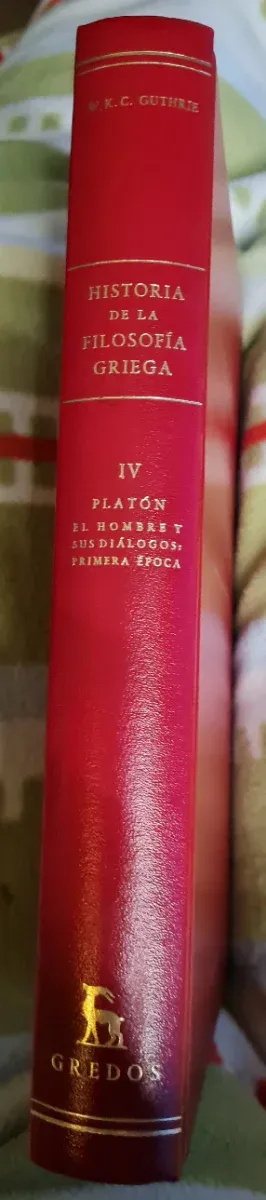 W. K. C. GUTHRIE
HISTORIA
DE LA
FILOSOFÍA
GRIEGA
IV
PLATÓN
EL HOMBRE Y
SUS DIÁLOGOS:
PRIMERA ÉPOCA
GREDOS